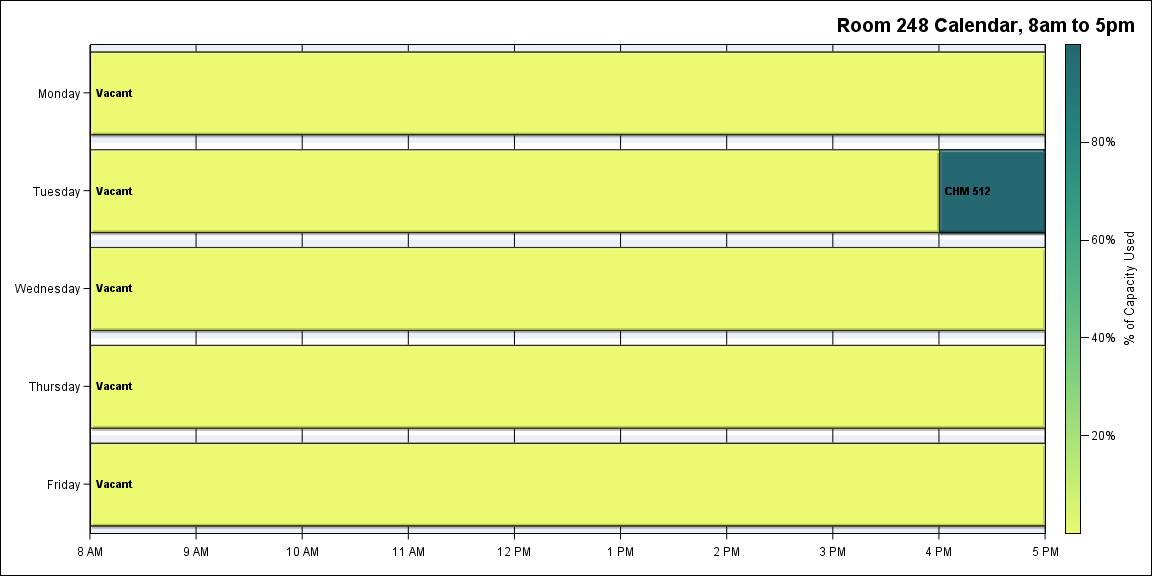 Room 248 Calendar, 8am to 5pm
Monday
Vacant
Tuesday
Vacant
CHM 512
Wednesday
Vacant
Thursday
Vacant
Friday
Vacant
8 AM 9 AM 10 AM 11 AM 12 PM 1 PM 2 PM 3 PM 4 PM 5 PM
80%
60%
40%
20%
% of Capacity Used